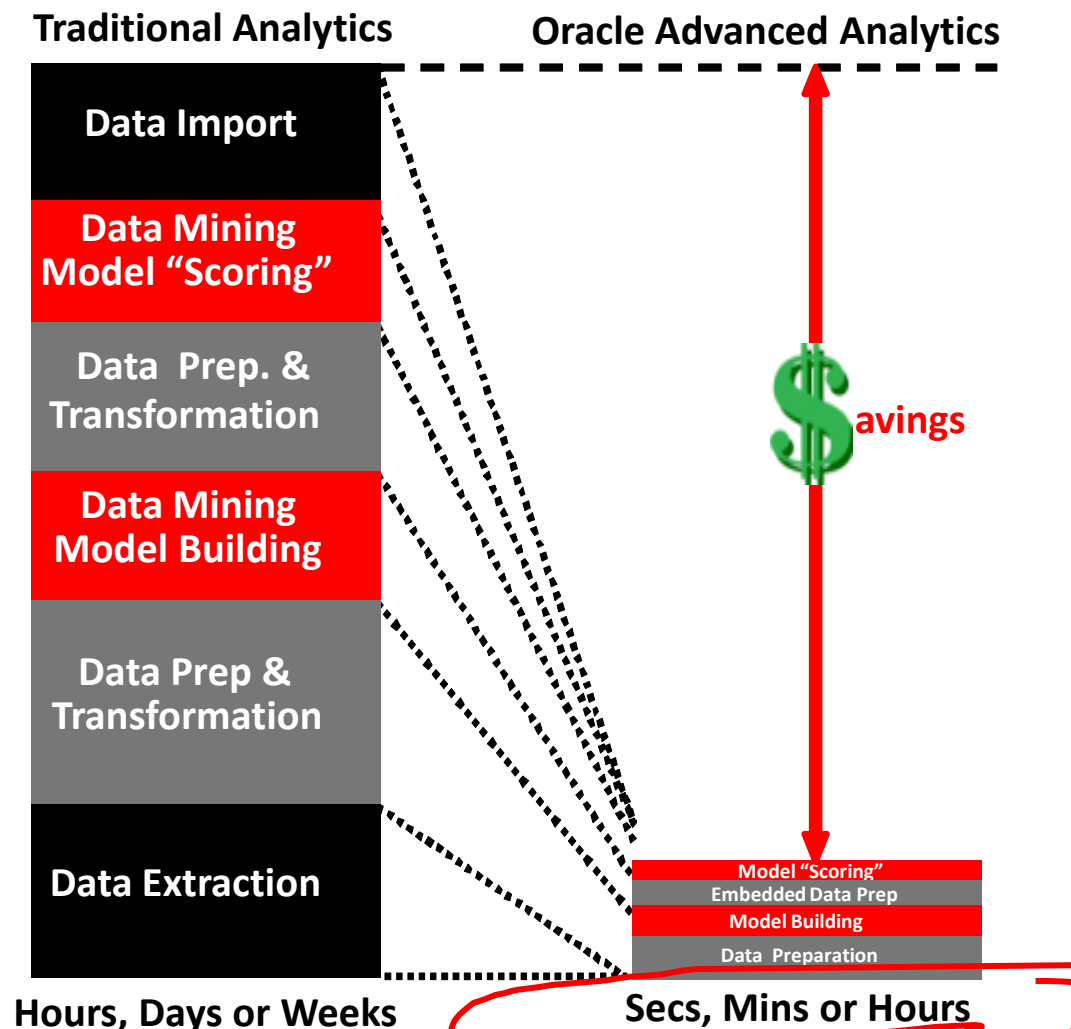 Traditional Analytics
Oracle Advanced Analytics
Data Import
Data Mining
Model “Scoring”
Data Prep. &
Transformation
Data Mining
Model Building
Data Prep &
Transformation
Data Extraction
$avings
Model “Scoring”
Embedded Data Prep
Model Building
Data Preparation
Hours, Days or Weeks
Secs, Mins or Hours